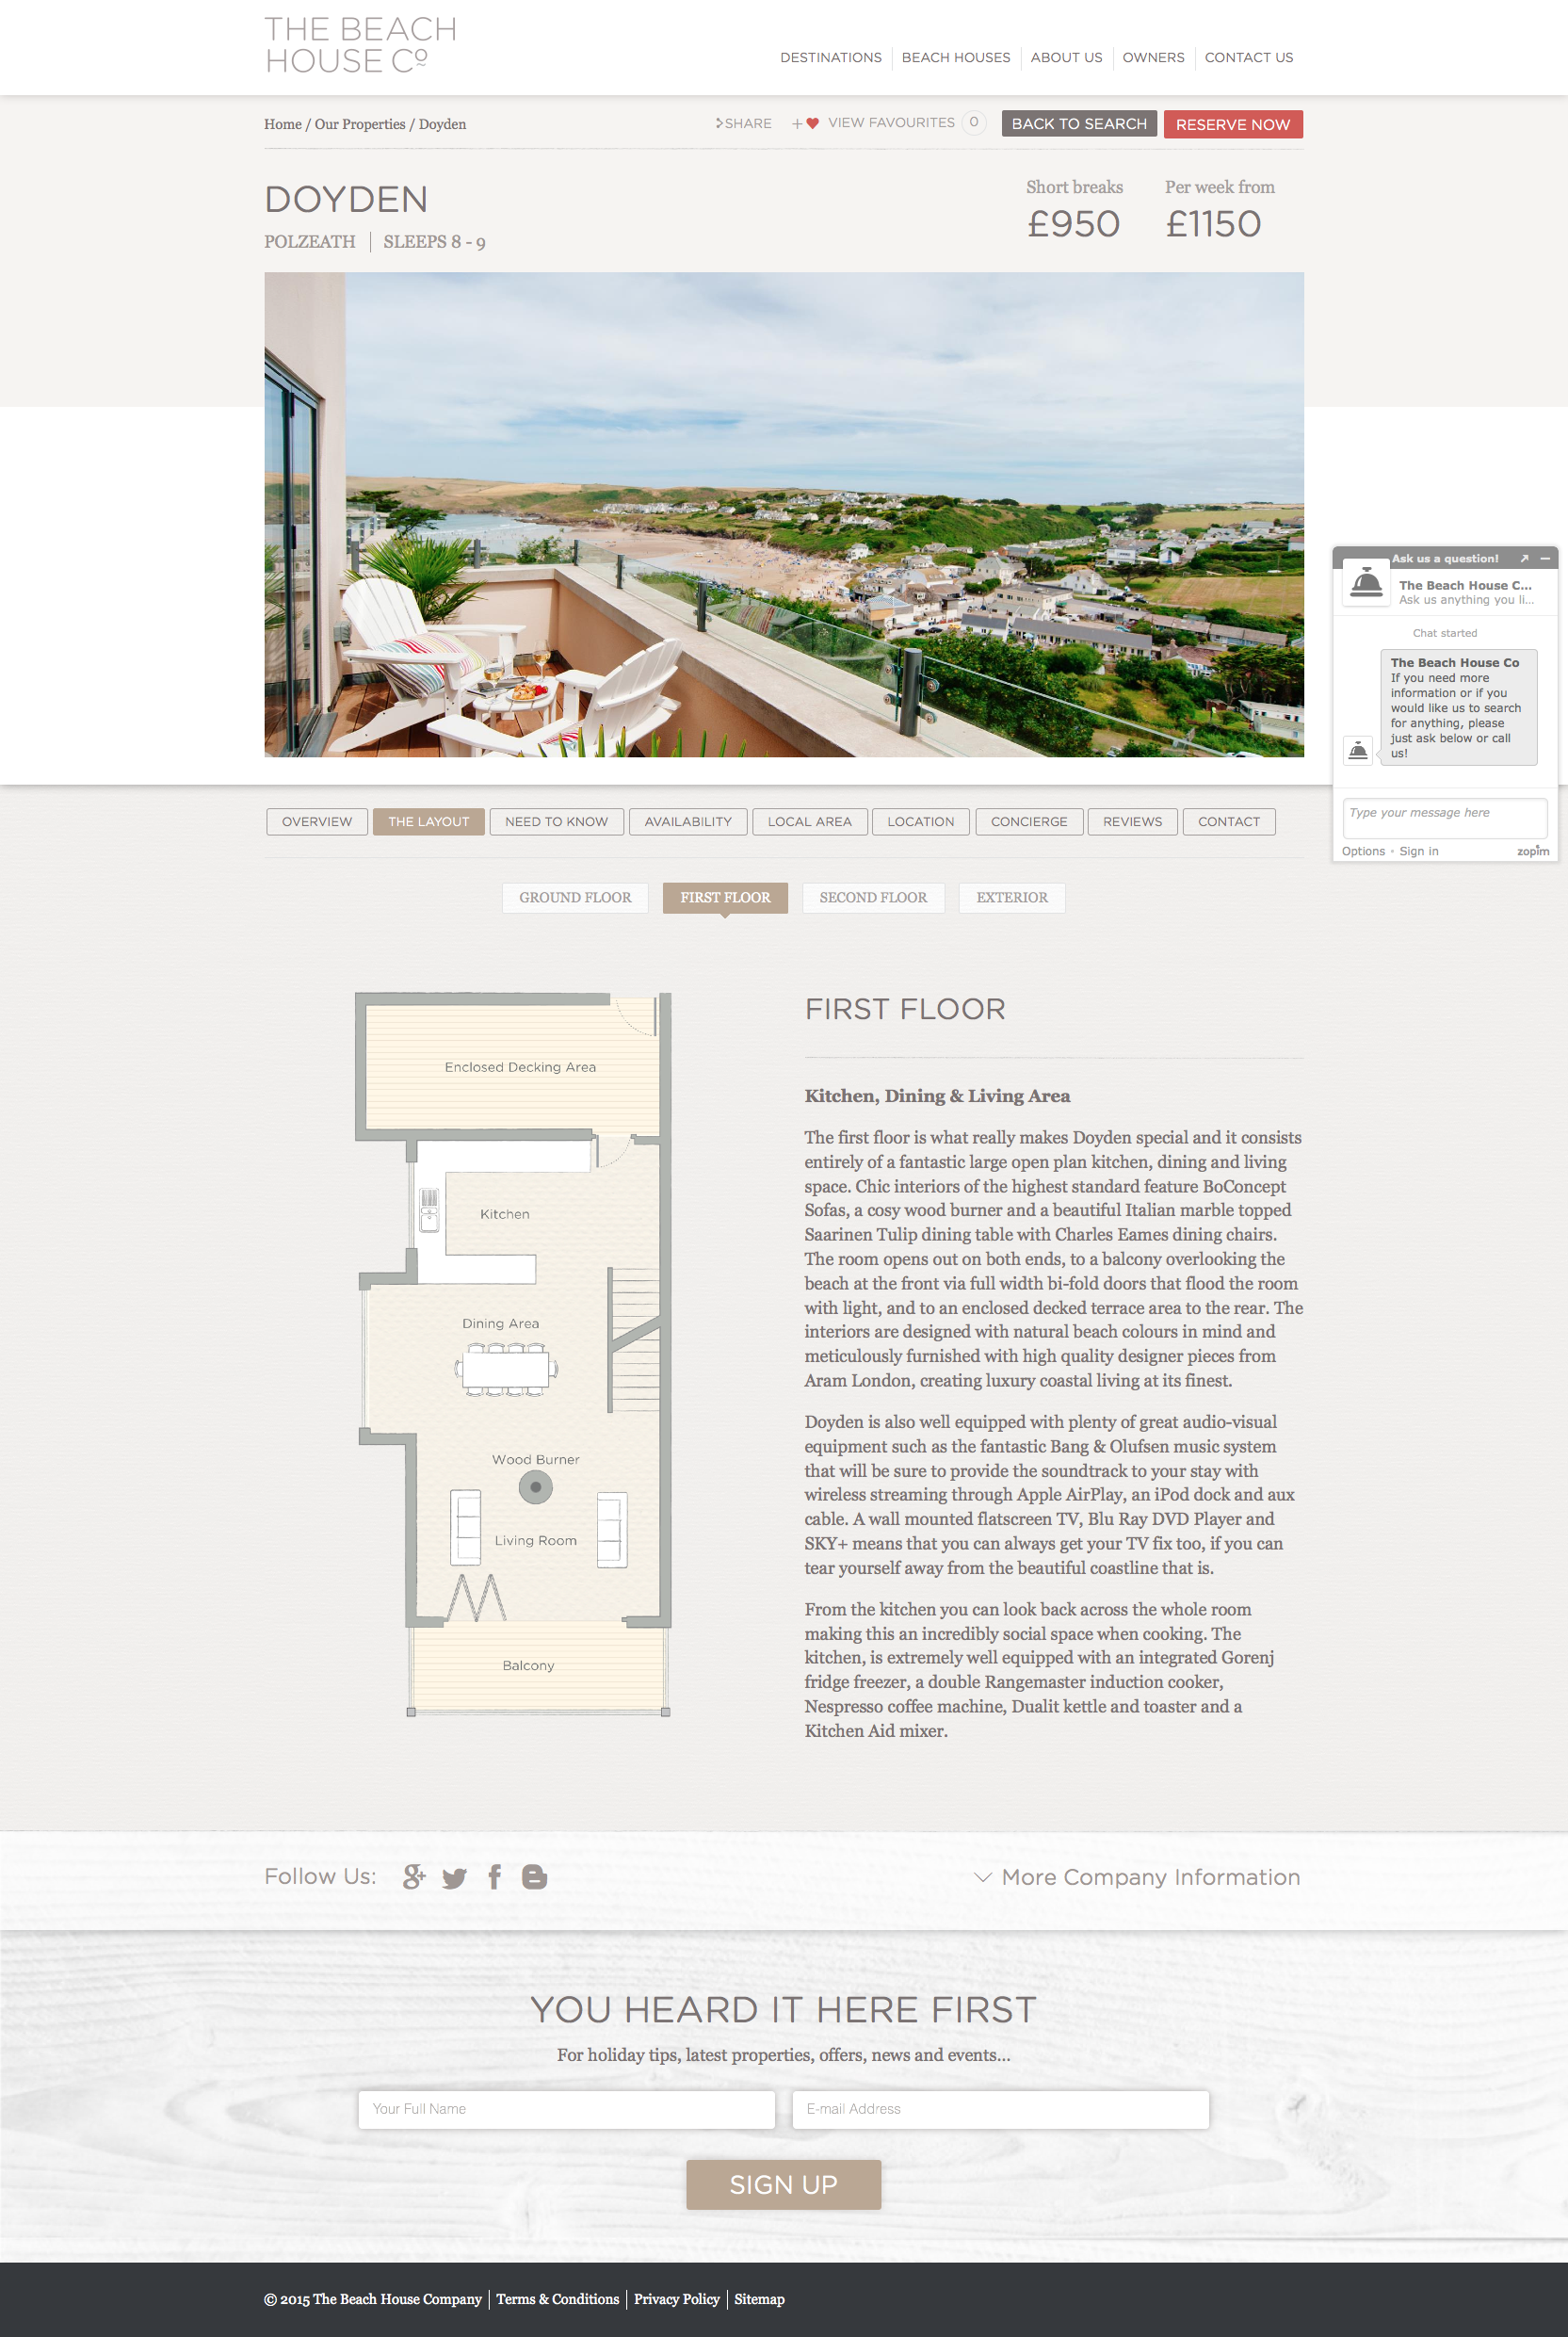 THE BEACH
HOUSE Cº
DESTINATIONS
BEACH HOUSES
ABOUT US
OWNERS
CONTACT US
Home / Our Properties / Doyden
SHARE
+ VIEW FAVOURITES 0
BACK TO SEARCH
RESERVE NOW
DOYDEN
POLZEATH | SLEEPS 8 - 9
Short breaks
£950
Per week from
£1150
Ask us a question!
The Beach House C...
Ask us anything you li...
Chat started
The Beach House Co
If you need more
information or if you
would like us to search
for anything, please
just ask below or call
us!
Type your message here
Options • Sign in
zopim
OVERVIEW
THE LAYOUT
NEED TO KNOW
AVAILABILITY
LOCAL AREA
LOCATION
CONCIERGE
REVIEWS
CONTACT
GROUND FLOOR
FIRST FLOOR
SECOND FLOOR
EXTERIOR
Enclosed Decking Area
Kitchen
Dining Area
Wood Burner
Living Room
Balcony
FIRST FLOOR
Kitchen, Dining & Living Area
The first floor is what really makes Doyden special and it consists
entirely of a fantastic large open plan kitchen, dining and living
space. Chic interiors of the highest standard feature BoConcept
Sofas, a cosy wood burner and a beautiful Italian marble topped
Saarinen Tulip dining table with Charles Eames dining chairs.
The room opens out on both ends, to a balcony overlooking the
beach at the front via full width bi-fold doors that flood the room
with light, and to an enclosed decked terrace area to the rear. The
interiors are designed with natural beach colours in mind and
meticulously furnished with high quality designer pieces from
Aram London, creating luxury coastal living at its finest.
Doyden is also well equipped with plenty of great audio-visual
equipment such as the fantastic Bang & Olufsen music system
that will be sure to provide the soundtrack to your stay with
wireless streaming through Apple AirPlay, an iPod dock and aux
cable. A wall mounted flatscreen TV, Blu Ray DVD Player and
SKY+ means that you can always get your TV fix too, if you can
tear yourself away from the beautiful coastline that is.
From the kitchen you can look back across the whole room
making this an incredibly social space when cooking. The
kitchen, is extremely well equipped with an integrated Gorenj
fridge freezer, a double Rangemaster induction cooker,
Nespresso coffee machine, Dualit kettle and toaster and a
Kitchen Aid mixer.
Follow Us:
More Company Information
YOU HEARD IT HERE FIRST
For holiday tips, latest properties, offers, news and events...
Your Full Name
E-mail Address
SIGN UP
© 2015 The Beach House Company | Terms & Conditions | Privacy Policy | Sitemap